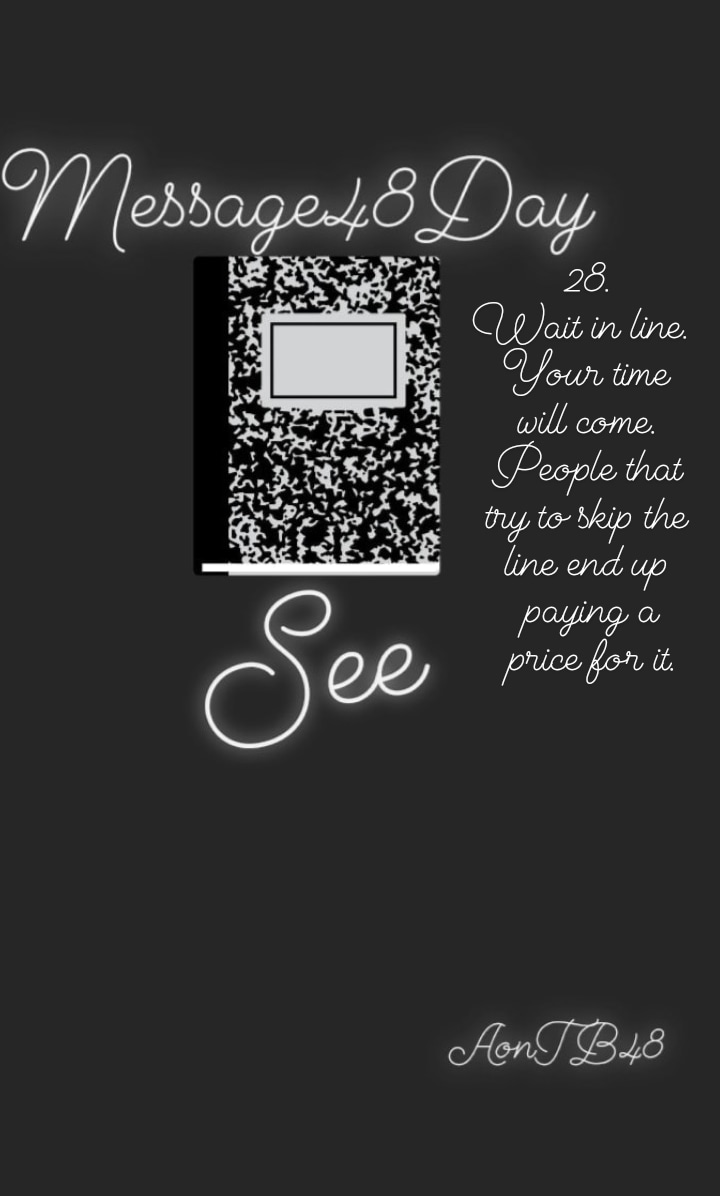 Message48Day
28.
Wait in line.
Your time
will come.
People that
try to skip the
line end up
paying a
price for it.
See
AonTB48